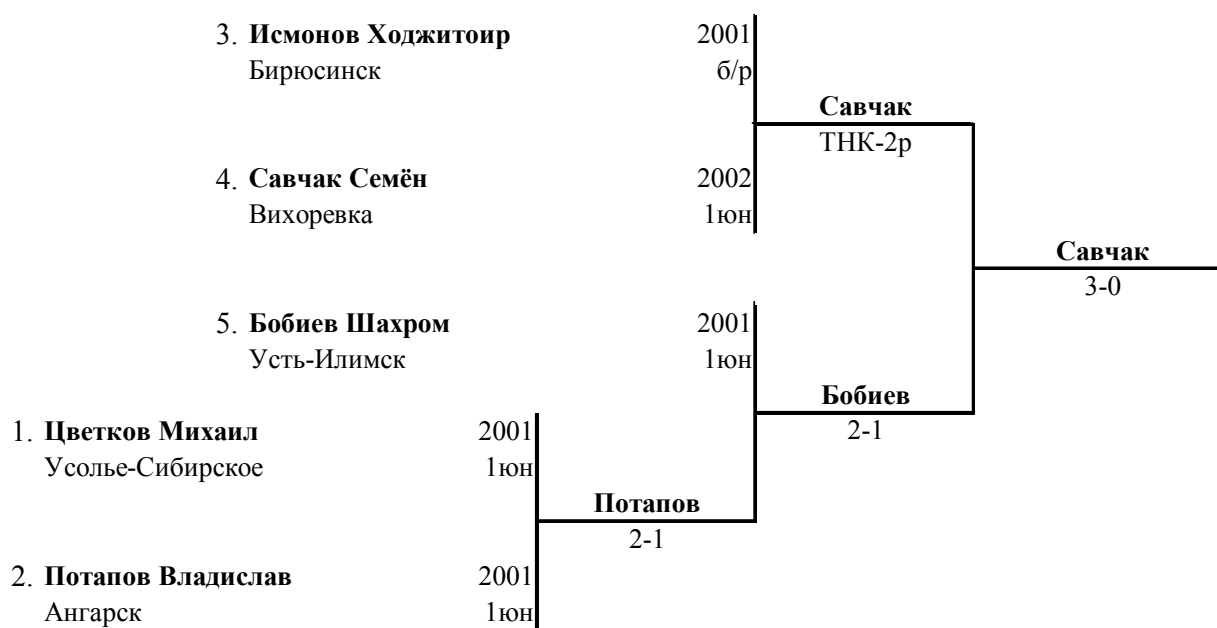 3. Исмонов Ходжитоир 2001
Бирюсинск б/р
Савчак
ТНК-2р
4. Савчак Семён 2002
Вихоревка 1юн
Савчак
3-0
5. Бобиев Шахром 2001
Усть-Илимск 1юн
Бобиев
2-1
1. Цветков Михаил 2001
Усолье-Сибирское 1юн
Потапов
2-1
2. Потапов Владислав 2001
Ангарск 1юн